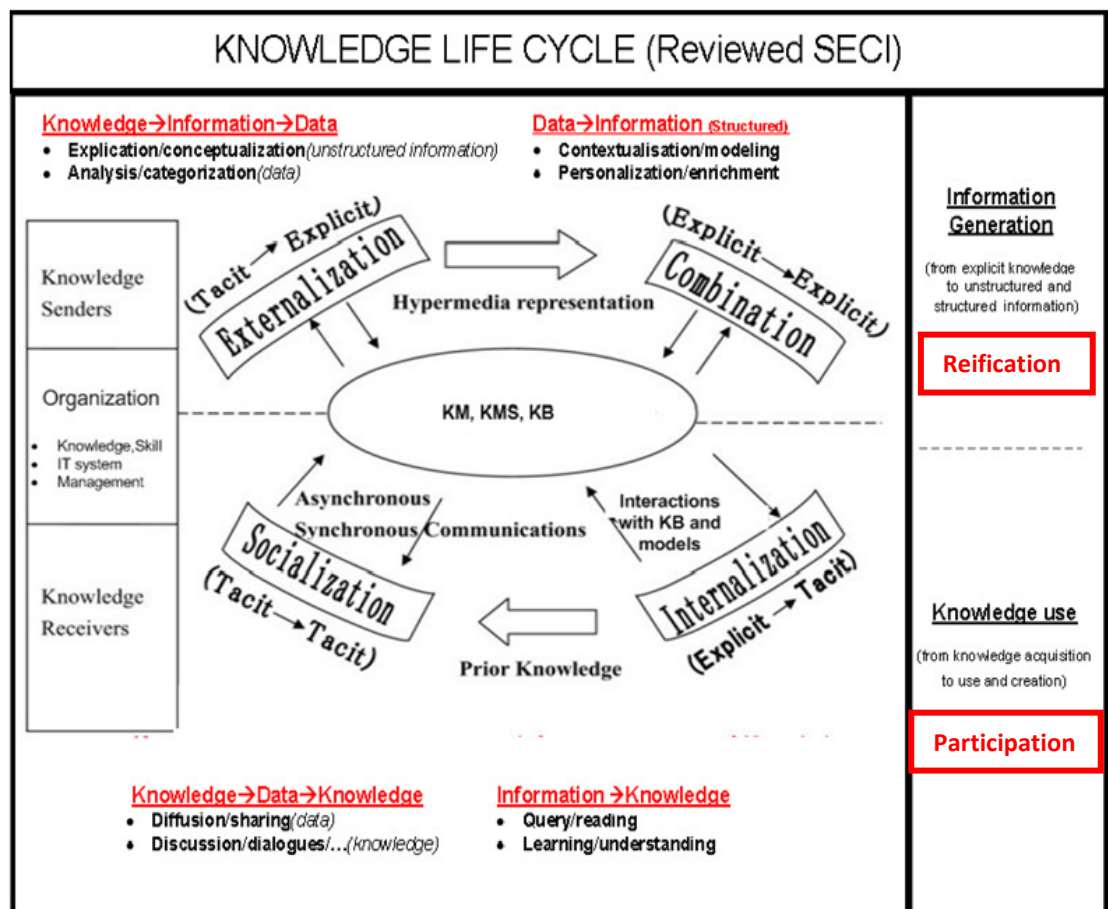 KNOWLEDGE LIFE CYCLE (Reviewed SECI)
Knowledge→Information→Data
• Explication/conceptualization(unstructured information)
• Analysis/categorization(data)
Data→Information (Structured)
• Contextualisation/modeling
• Personalization/enrichment
Knowledge
Senders
Organization
• Knowledge,Skill
• IT system
• Management
Knowledge
Receivers
(Tacit → Explicit)
Externalization
Hypermedia representation
(Explicit → Explicit)
Combination
KM, KMS, KB
Asynchronous
Synchronous Communications
Socialization
(Tacit → Tacit)
Interactions
with KB and
models
Internalization
(Explicit → Tacit)
Prior Knowledge
Knowledge→Data→Knowledge
• Diffusion/sharing(data)
• Discussion/dialogues/...(knowledge)
Information →Knowledge
• Query/reading
• Learning/understanding
Information
Generation
(from explicit knowledge
to unstructured and
structured information)
Reification
Knowledge use
(from knowledge acquisition
to use and creation)
Participation